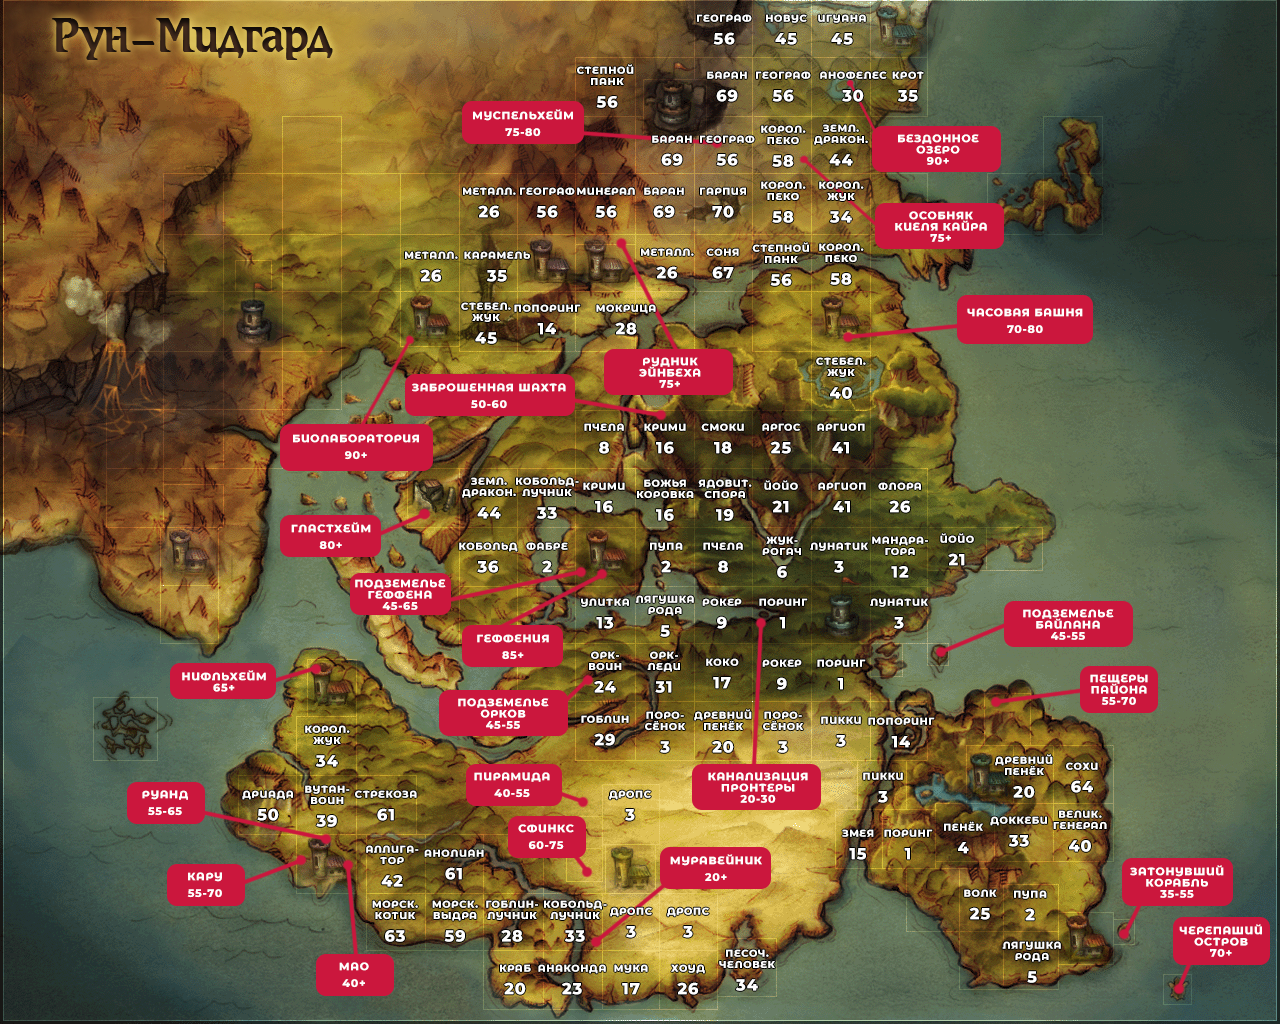 Рун-Мидгард
ГЕОГРАФ НОВУС ИГУАНА
56 45 45
СТЕПНОЙ
ПАНК
56
БАРАН ГЕОГРАФ АНОФЕЛЕС КРОТ
69 56 30 35
МУСПЕЛЬХЕЙМ
75-80
БАРАН ГЕОГРАФ
69 56
КОРОЛ.
ПЕКО
58
ЗЕМЛ.
ДРАКОН.
44
БЕЗДОННОЕ
ОЗЕРО
90+
МЕТАЛЛ. ГЕОГРАФ МИНЕРАЛ БАРАН ГАРПИЯ
26 56 56 69 70
КОРОЛ.
ПЕКО
58
КОРОЛ.
ЖУК
34
ОСОБНЯК
КИЕЛЯ КАЙРА
75+
МЕТАЛЛ. КАРАМЕЛЬ
26 35
МЕТАЛЛ. СОНЯ
26 67
СТЕПНОЙ
ПАНК
56
КОРОЛ.
ПЕКО
58
СТЕБЕЛ.
ЖУК
45
ПОПОРИНГ
14
МОКРИЦА
28
ЧАСОВАЯ БАШНЯ
70-80
РУДНИК
ЭЙНБЕХА
75+
СТЕБЕЛ.
ЖУК
40
ЗАБРОШЕННАЯ ШАХТА
50-60
БИОЛАБОРАТОРИЯ
90+
ПЧЕЛА КРИМИ СМОКИ АРГОС АРГИОП
8 16 18 25 41
ЗЕМЛ.
ДРАКОН.
44
КОБОЛЬД-
ЛУЧНИК
33
КРИМИ
16
БОЖЬЯ
КОРОВКА
16
ЯДОВИТ.
СПОРА
19
ЙОЙО
21
АРГИОП
41
ФЛОРА
26
ГЛАСТХЕЙМ
80+
КОБОЛЬД ФАБРЕ
36 2
ПУПА ПЧЕЛА
2 8
ЖУК-
РОГАЧ
6
ЛУНАТИК
3
МАНДРА-
ГОРА
12
ЙОЙО
21
ПОДЗЕМЕЛЬЕ
ГЕФФЕНА
45-65
УЛИТКА
13
ЛЯГУШКА
РОДА
5
РОКЕР
9
ПОРИНГ
1
ЛУНАТИК
3
ГЕФФЕНИЯ
85+
ПОДЗЕМЕЛЬЕ
БАЙЛАНА
45-55
НИФЛЬХЕЙМ
65+
ОРК-
ВОИН
24
ОРК-
ЛЕДИ
31
КОКО
17
РОКЕР
9
ПОРИНГ
1
ПЕЩЕРЫ
ПАЙОНА
55-70
ПОДЗЕМЕЛЬЕ
ОРКОВ
45-55
ГОБЛИН
29
ПОРО-
СЁНОК
3
ДРЕВНИЙ
ПЕНЁК
20
ПОРО-
СЁНОК
3
ПИККИ
3
ПОПОРИНГ
14
КОРОЛ.
ЖУК
34
ПИРАМИДА
40-55
КАНАЛИЗАЦИЯ
ПРОНТЕРЫ
20-30
ПИККИ
3
ДРЕВНИЙ
ПЕНЁК
20
СОХИ
64
РУАНД
55-65
ДРИАДА
50
ВУТАН-
ВОИН
39
СТРЕКОЗА
61
ДРОПС
3
СФИНКС
60-75
ЗМЕЯ
15
ПОРИНГ
1
ПЕНЁК
4
ДОККЕБИ
33
ВЕЛИК.
ГЕНЕРАЛ
40
КАРУ
55-70
АЛЛИГА-
ТОР
42
АНОЛИАН
61
МУРАВЕЙНИК
20+
ЗАТОНУВШИЙ
КОРАБЛЬ
35-55
МОРСК.
КОТИК
63
МОРСК.
ВЫДРА
59
ГОБЛИН-
ЛУЧНИК
28
КОБОЛЬД-
ЛУЧНИК
33
ДРОПС
3
ДРОПС
3
ВОЛК
25
ПУПА
2
ЧЕРЕПАШИЙ
ОСТРОВ
70+
МАО
40+
КРАБ АНАКОНДА МУКА ХОУД
20 23 17 26
ПЕСОЧ.
ЧЕЛОВЕК
34
ЛЯГУШКА
РОДА
5